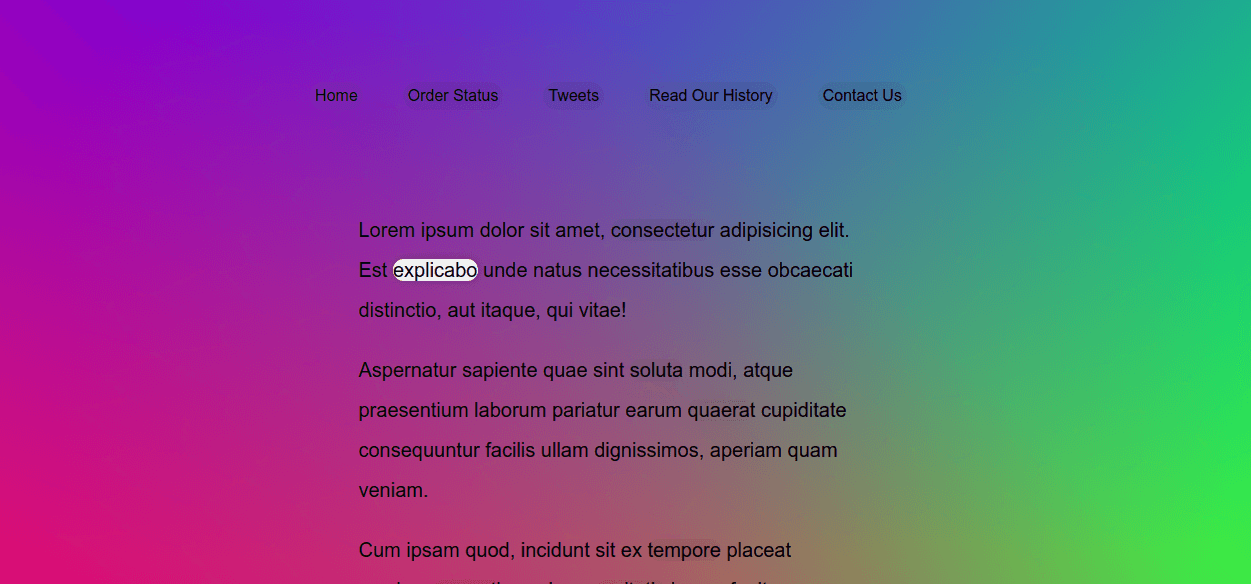 Home Order Status Tweets Read Our History Contact Us
Lorem ipsum dolor sit amet, consectetur adipisicing elit.
Est explicabo unde natus necessitatibus esse obcaecati
distinctio, aut itaque, qui vitae!
Aspernatur sapiente quae sint soluta modi, atque
praesentium laborum pariatur earum quaerat cupiditate
consequuntur facilis ullam dignissimos, aperiam quam
veniam.
Cum ipsam quod, incidunt sit ex tempore placeat